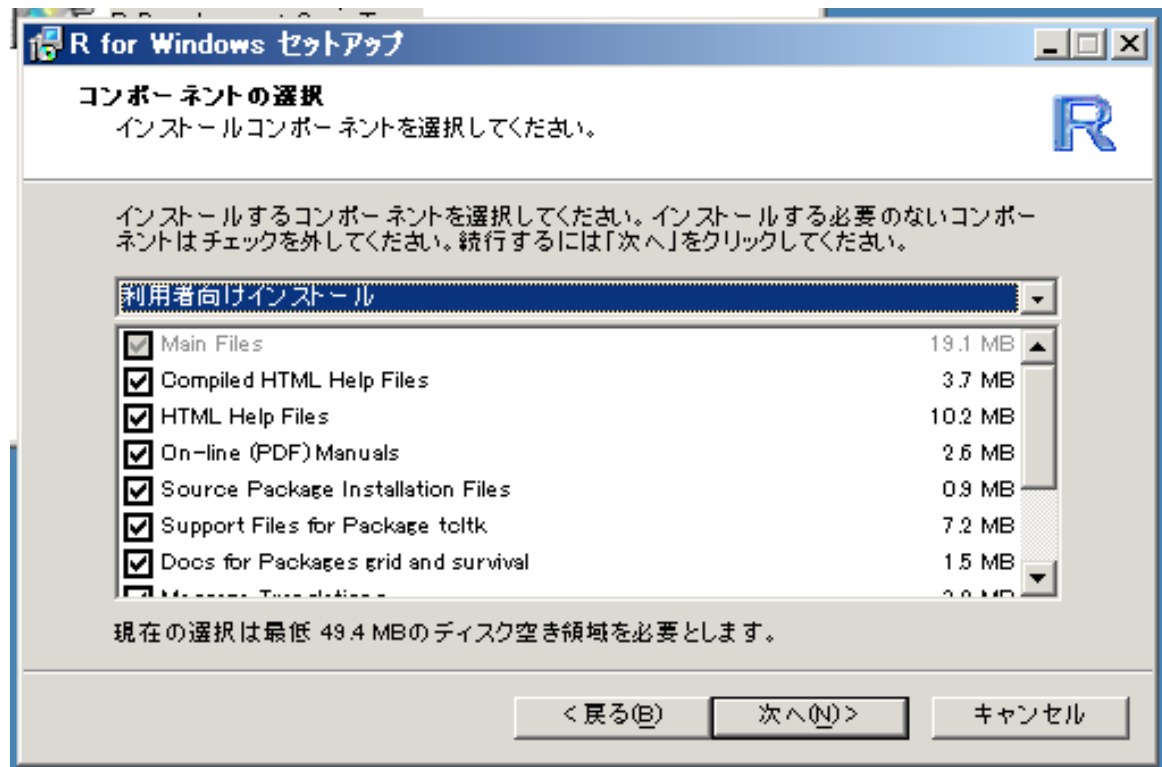 R for Windows セットアップ
コンポーネントの選択
インストールコンポーネントを選択してください。
R
インストールするコンポーネントを選択してください。インストールする必要のないコンポー
ネントはチェックを外してください。続行するには「次へ」をクリックしてください。
利用者向けインストール
Main Files 19.1 MB
Compiled HTML Help Files 3.7 MB
HTML Help Files 10.2 MB
On-line (PDF) Manuals 2.6 MB
Source Package Installation Files 0.9 MB
Support Files for Package tcltk 7.2 MB
Docs for Packages grid and survival 1.5 MB
現在の選択は最低 49.4 MBのディスク空き領域を必要とします。
< 戻る(B) 次へ(N) > キャンセル